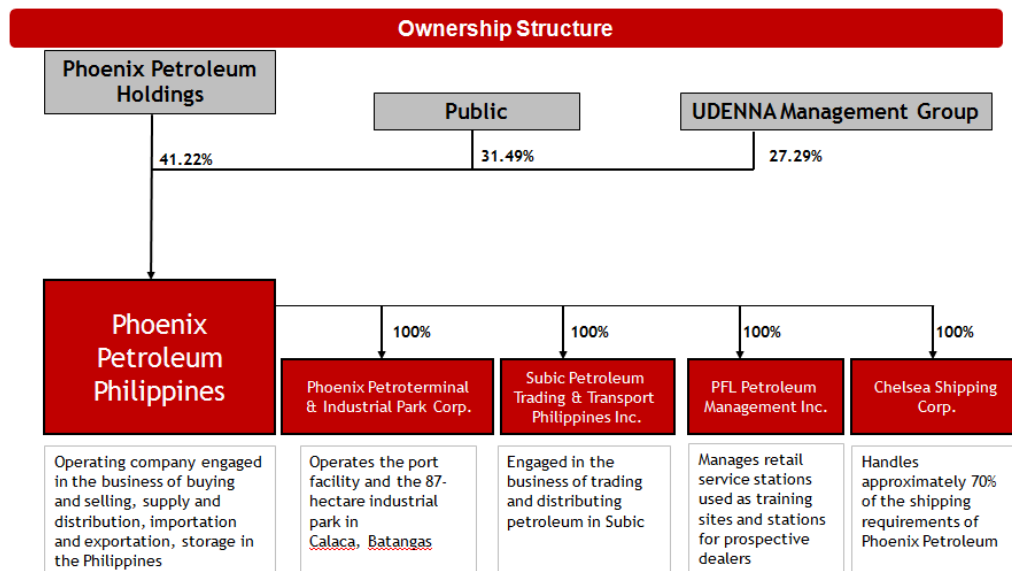 Ownership Structure
Phoenix Petroleum
Holdings
Public
UDENNA Management Group
41.22%
31.49%
27.29%
Phoenix
Petroleum
Philippines
100%
100%
100%
100%
Phoenix Petroterminal
& Industrial Park Corp.
Subic Petroleum
Trading & Transport
Philippines Inc.
PFL Petroleum
Management Inc.
Chelsea Shipping
Corp.
Operating company engaged
in the business of buying
and selling, supply and
distribution, importation
and exportation, storage in
the Philippines
Operates the port
facility and the 87-
hectare industrial
park in
Calaca, Batangas
Engaged in the
business of trading
and distributing
petroleum in Subic
Manages retail
service stations
used as training
sites and stations
for prospective
dealers
Handles
approximately 70%
of the shipping
requirements of
Phoenix Petroleum